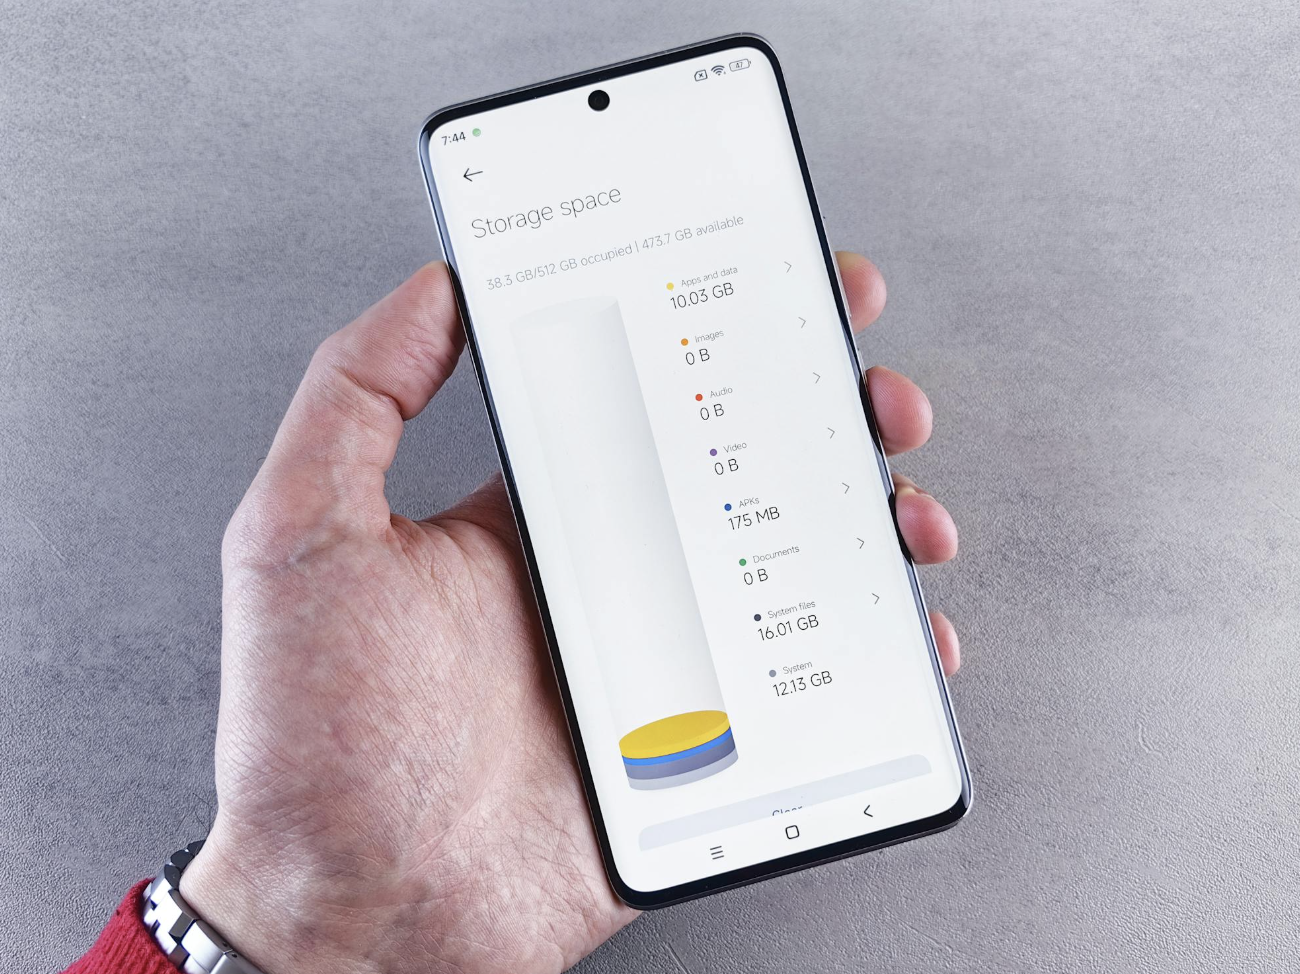 47
7:44
Storage space
38.3 GB/512 GB occupied | 473.7 GB available
Apps and data
10.03 GB
Images
0 B
Audio
0 B
Video
0 B
APKs
175 MB
Documents
0 B
System files
16.01 GB
System
12.13 GB
Clear